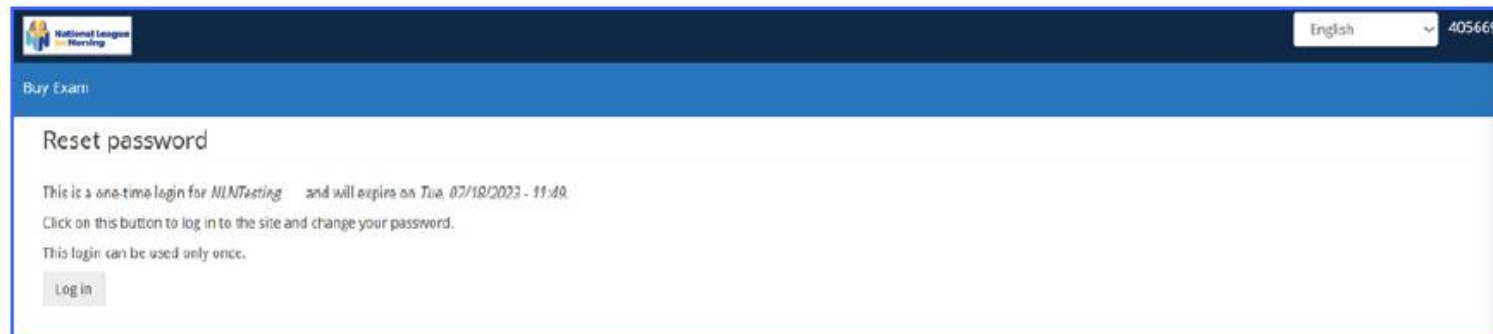 National League
for Nursing
English
405669
Buy Exam
Reset password
This is a one-time login for NLNTesting and will expire on Tue, 07/18/2023 - 11:49.
Click on this button to log in to the site and change your password.
This login can be used only once.
Log in